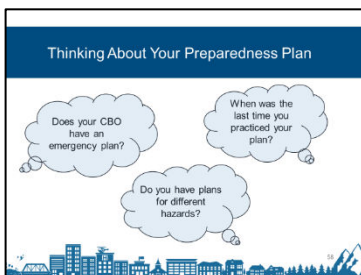 Thinking About Your Preparedness Plan
Does your CBO
have an
emergency plan?
When was the
last time you
practiced your
plan?
Do you have plans
for different
hazards?
58